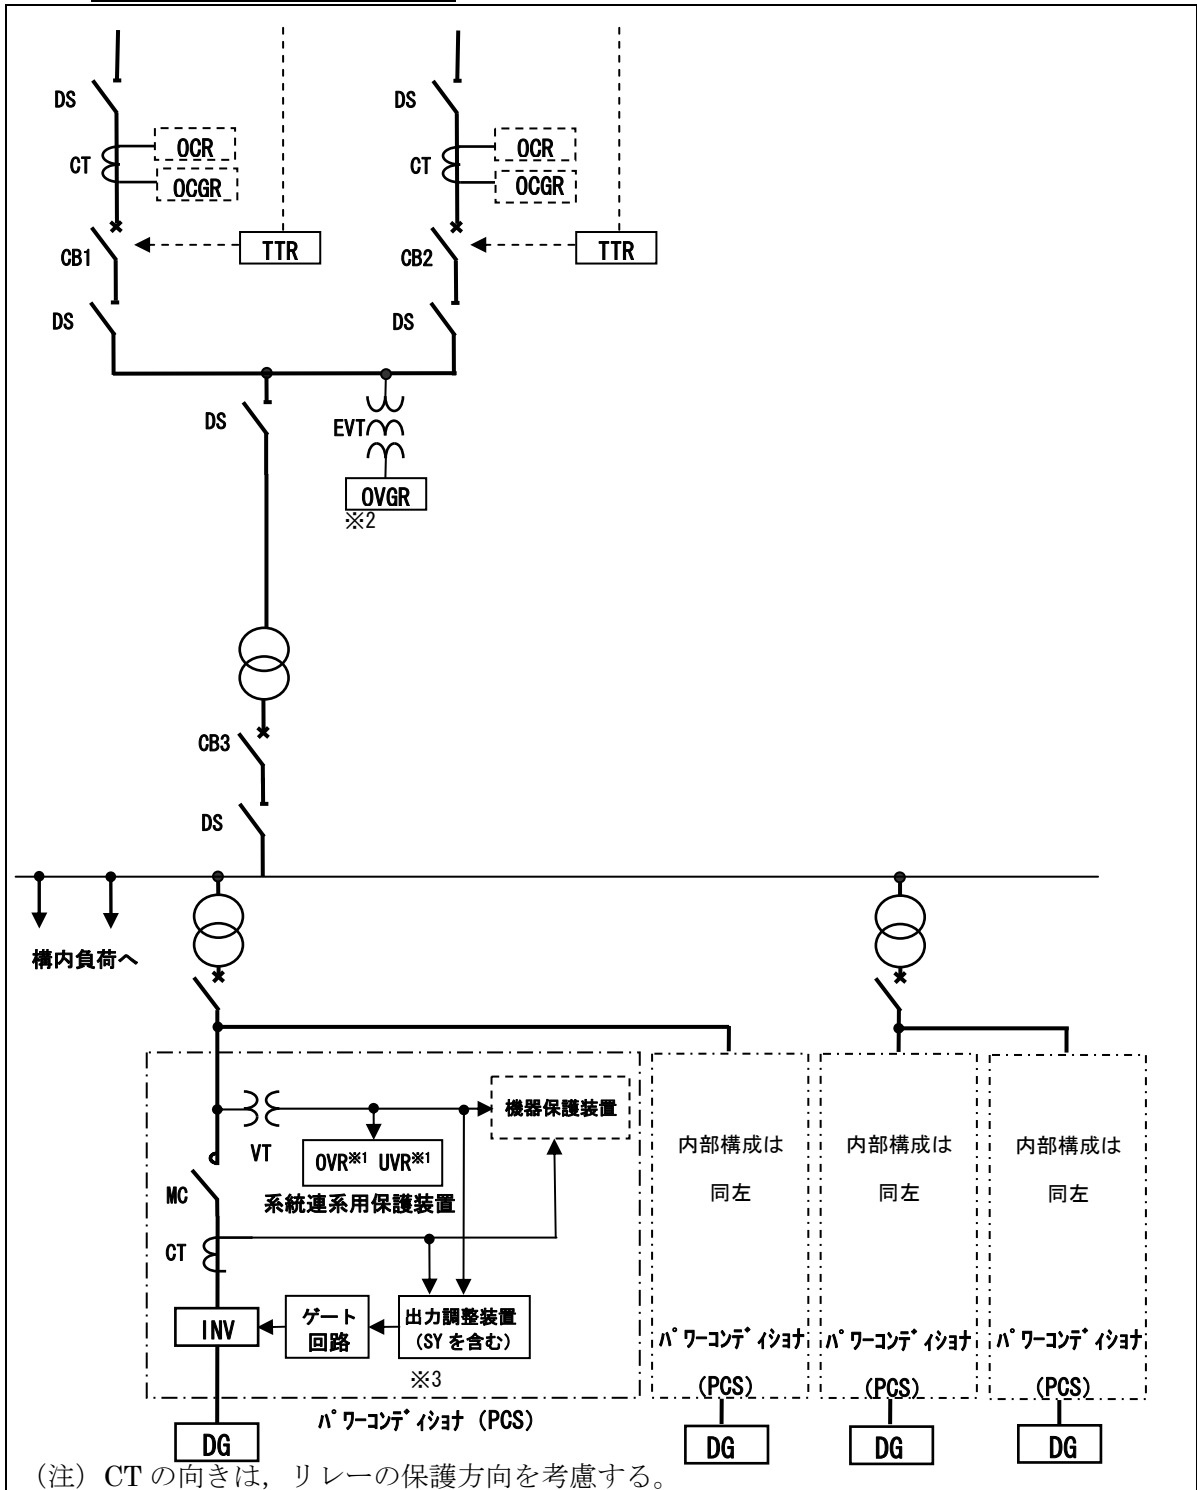 DS
DS
CT
OCR
OCGR
CT
OCR
OCGR
CB1
TTR
CB2
TTR
DS
DS
DS
EVT
OVGR
※2
CB3
DS
構内負荷へ
VT
機器保護装置
OVR※1 UVR※1
系統連系用保護装置
MC
CT
INV
ゲート
回路
出力調整装置
(SYを含む)
※3
パワーコンディショナ (PCS)
DG
内部構成は
同左
パワーコンディショナ
(PCS)
DG
内部構成は
同左
パワーコンディショナ
(PCS)
DG
内部構成は
同左
パワーコンディショナ
(PCS)
DG
(注) CTの向きは,リレーの保護方向を考慮する。